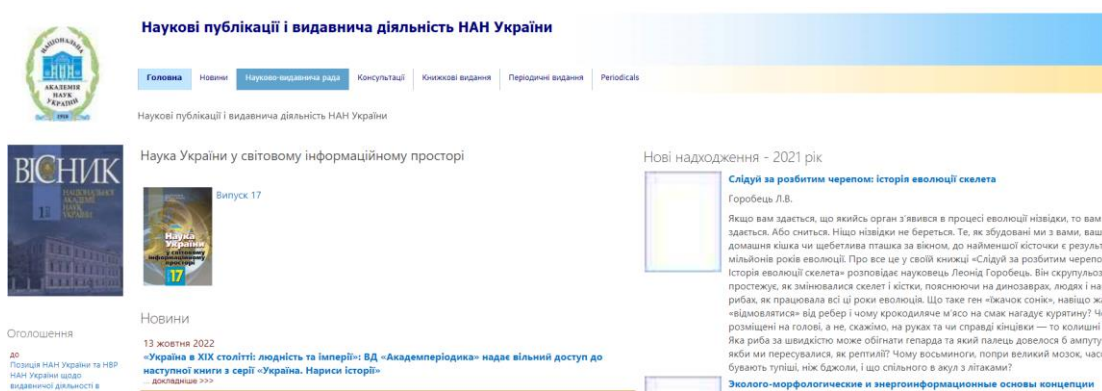 Наукові публікації і видавнича діяльність НАН України
НАЦІОНАЛЬНА
АКАДЕМІЯ
НАУК
УКРАЇНИ
1918
Головна Новини Науково-видавнича рада Консультації Книжкові видання Періодичні видання Periodicals
Наукові публікації і видавнича діяльність НАН України
ВІСНИК
НАЦІОНАЛЬНОЇ
АКАДЕМІЇ
НАУК
УКРАЇНИ
Оголошення
до
Позиція НАН України та НВР
НАН України щодо
видавничої діяльності в
Наука України у світовому інформаційному просторі
Наука
України
у світовому
інформаційному
просторі
17
Випуск 17
Новини
13 жовтня 2022
«Україна в ХІХ столітті: людність та імперії»: ВД «Академперіодика» надає вільний доступ до
наступної книги з серії «Україна. Нариси історії»
... докладніше >>>
Нові надходження - 2021 рік
Слідуй за розбитим черепом: історія еволюції скелета
Горобець Л.В.
Якщо вам здається, що якийсь орган з'явився в процесі еволюції нізвідки, то вам
здається. Або сниться. Ніщо нізвідки не береться. Те, як збудовані ми з вами, ваш
домашня кішка чи щебетлива пташка за вікном, до найменшої кісточки є результ
мільйонів років еволюції. Про все це у своїй книжці «Слідуй за розбитим черепо
Історія еволюції скелета» розповідає науковець Леонід Горобець. Він скрупульоз
простежує, як змінювалися скелет і кістки, пояснюючи на динозаврах, людях і на
рибах, як працювала всі ці роки еволюція. Що таке ген «їжачок сонік», навіщо жа
«відмовлятися» від ребер і чому крокодиляче м'ясо на смак нагадує курятину? Ч
розміщені на голові, а не, скажімо, на руках та чи справді кінцівки — то колишні
Яка риба за швидкістю може обігнати гепарда та який палець довелося б ампуту
якби ми пересувалися, як рептилії? Чому восьминоги, попри великий мозок, час
бувають тупіші, ніж бджоли, і що спільного в акул з літаками?
Эколого-морфологические и энергоинформационные основы концепции